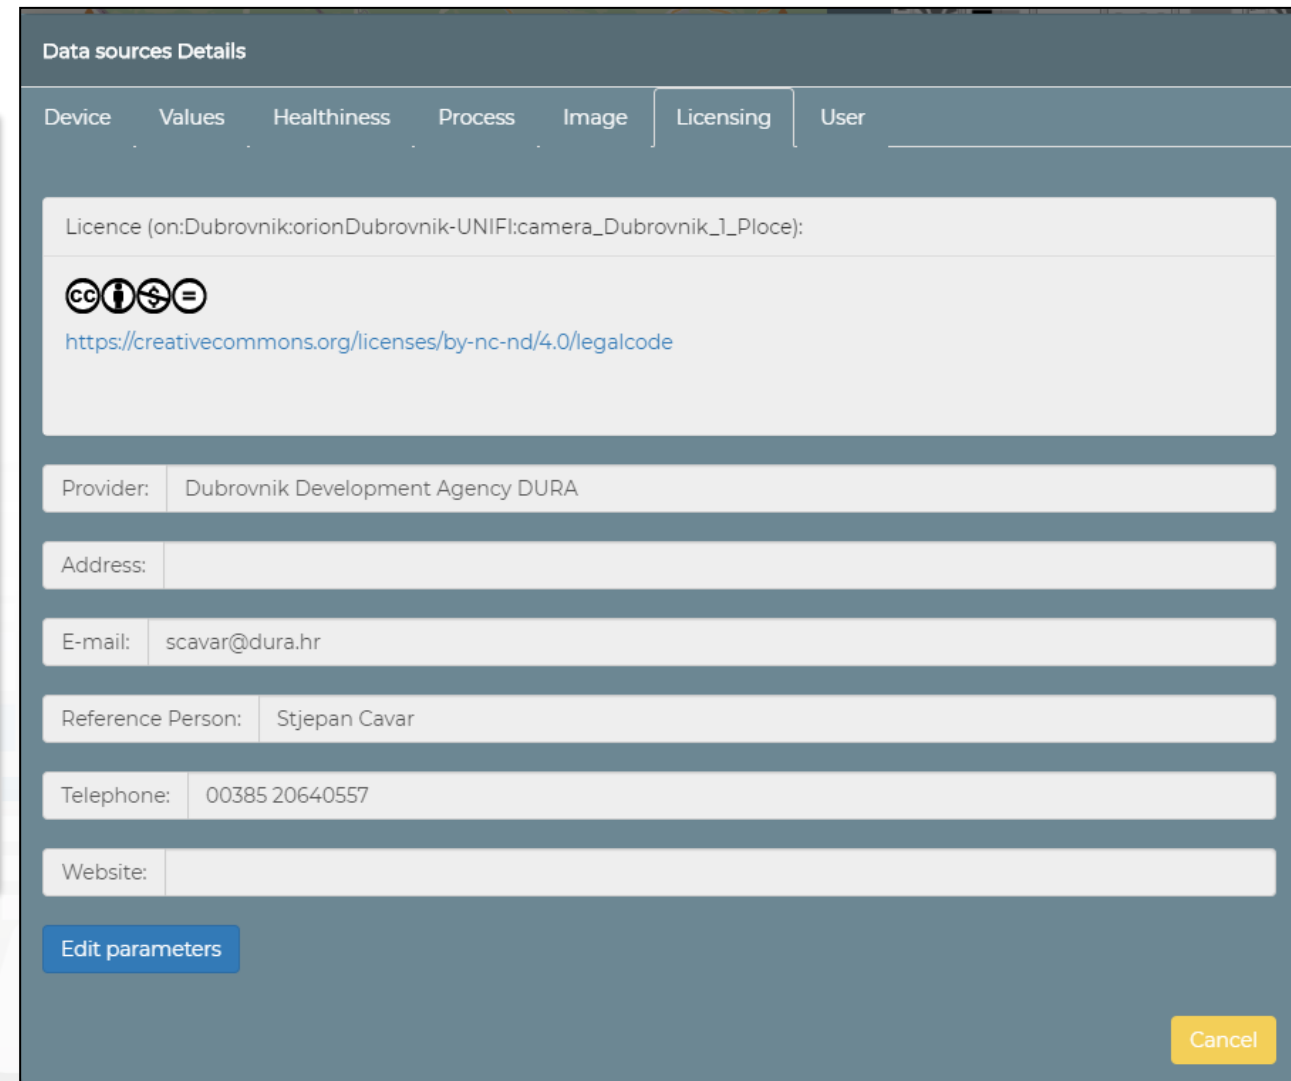 Data sources Details
Device Values Healthiness Process Image Licensing User
Licence (on:Dubrovnik:orionDubrovnik-UNIFI:camera_Dubrovnik_1_Ploce):
cc
https://creativecommons.org/licenses/by-nc-nd/4.0/legalcode
Provider: Dubrovnik Development Agency DURA
Address:
E-mail: scavar@dura.hr
Reference Person: Stjepan Cavar
Telephone: 00385 20640557
Website:
Edit parameters
Cancel